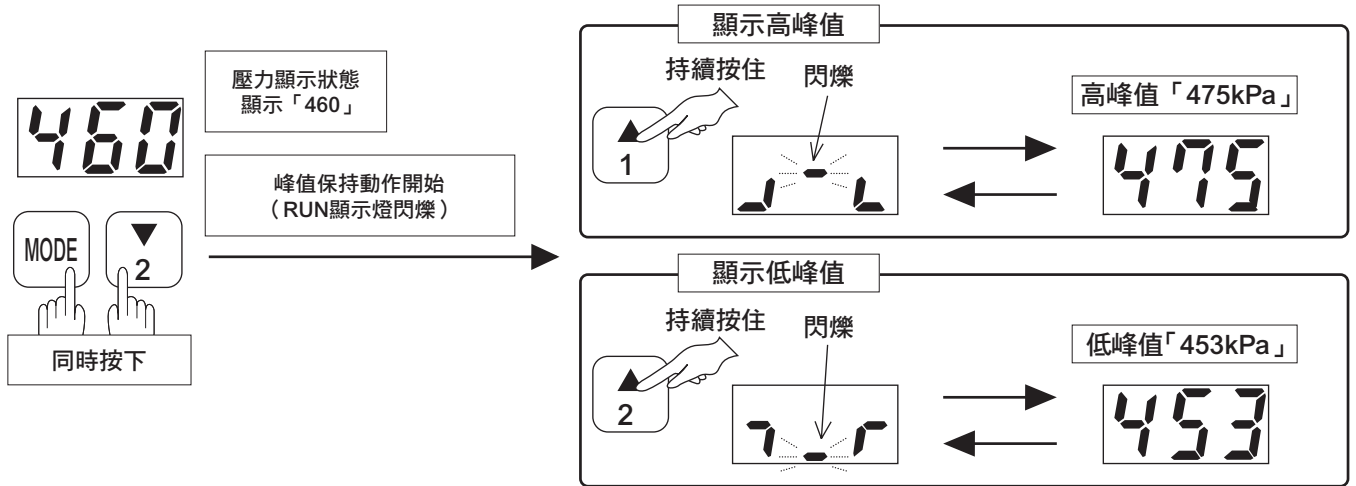 460
壓力顯示狀態
顯示「460」
峰值保持動作開始
（RUN顯示燈閃爍）
MODE
▼
2
同時按下
顯示高峰值
持續按住
閃爍
▲
1
高峰值「475kPa」
475
顯示低峰值
持續按住
閃爍
▲
2
低峰值「453kPa」
453